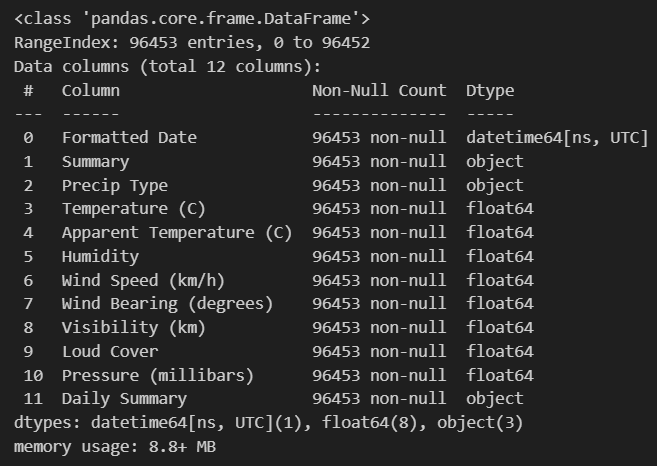 <class 'pandas.core.frame.DataFrame'>
RangeIndex: 96453 entries, 0 to 96452
Data columns (total 12 columns):
 #   Column                    Non-Null Count  Dtype
---  ------                    --------------  -----
 0   Formatted Date            96453 non-null  datetime64[ns, UTC]
 1   Summary                   96453 non-null  object
 2   Precip Type               96453 non-null  object
 3   Temperature (C)           96453 non-null  float64
 4   Apparent Temperature (C)  96453 non-null  float64
 5   Humidity                  96453 non-null  float64
 6   Wind Speed (km/h)         96453 non-null  float64
 7   Wind Bearing (degrees)    96453 non-null  float64
 8   Visibility (km)           96453 non-null  float64
 9   Loud Cover                96453 non-null  float64
 10  Pressure (millibars)      96453 non-null  float64
 11  Daily Summary             96453 non-null  object
dtypes: datetime64[ns, UTC](1), float64(8), object(3)
memory usage: 8.8+ MB